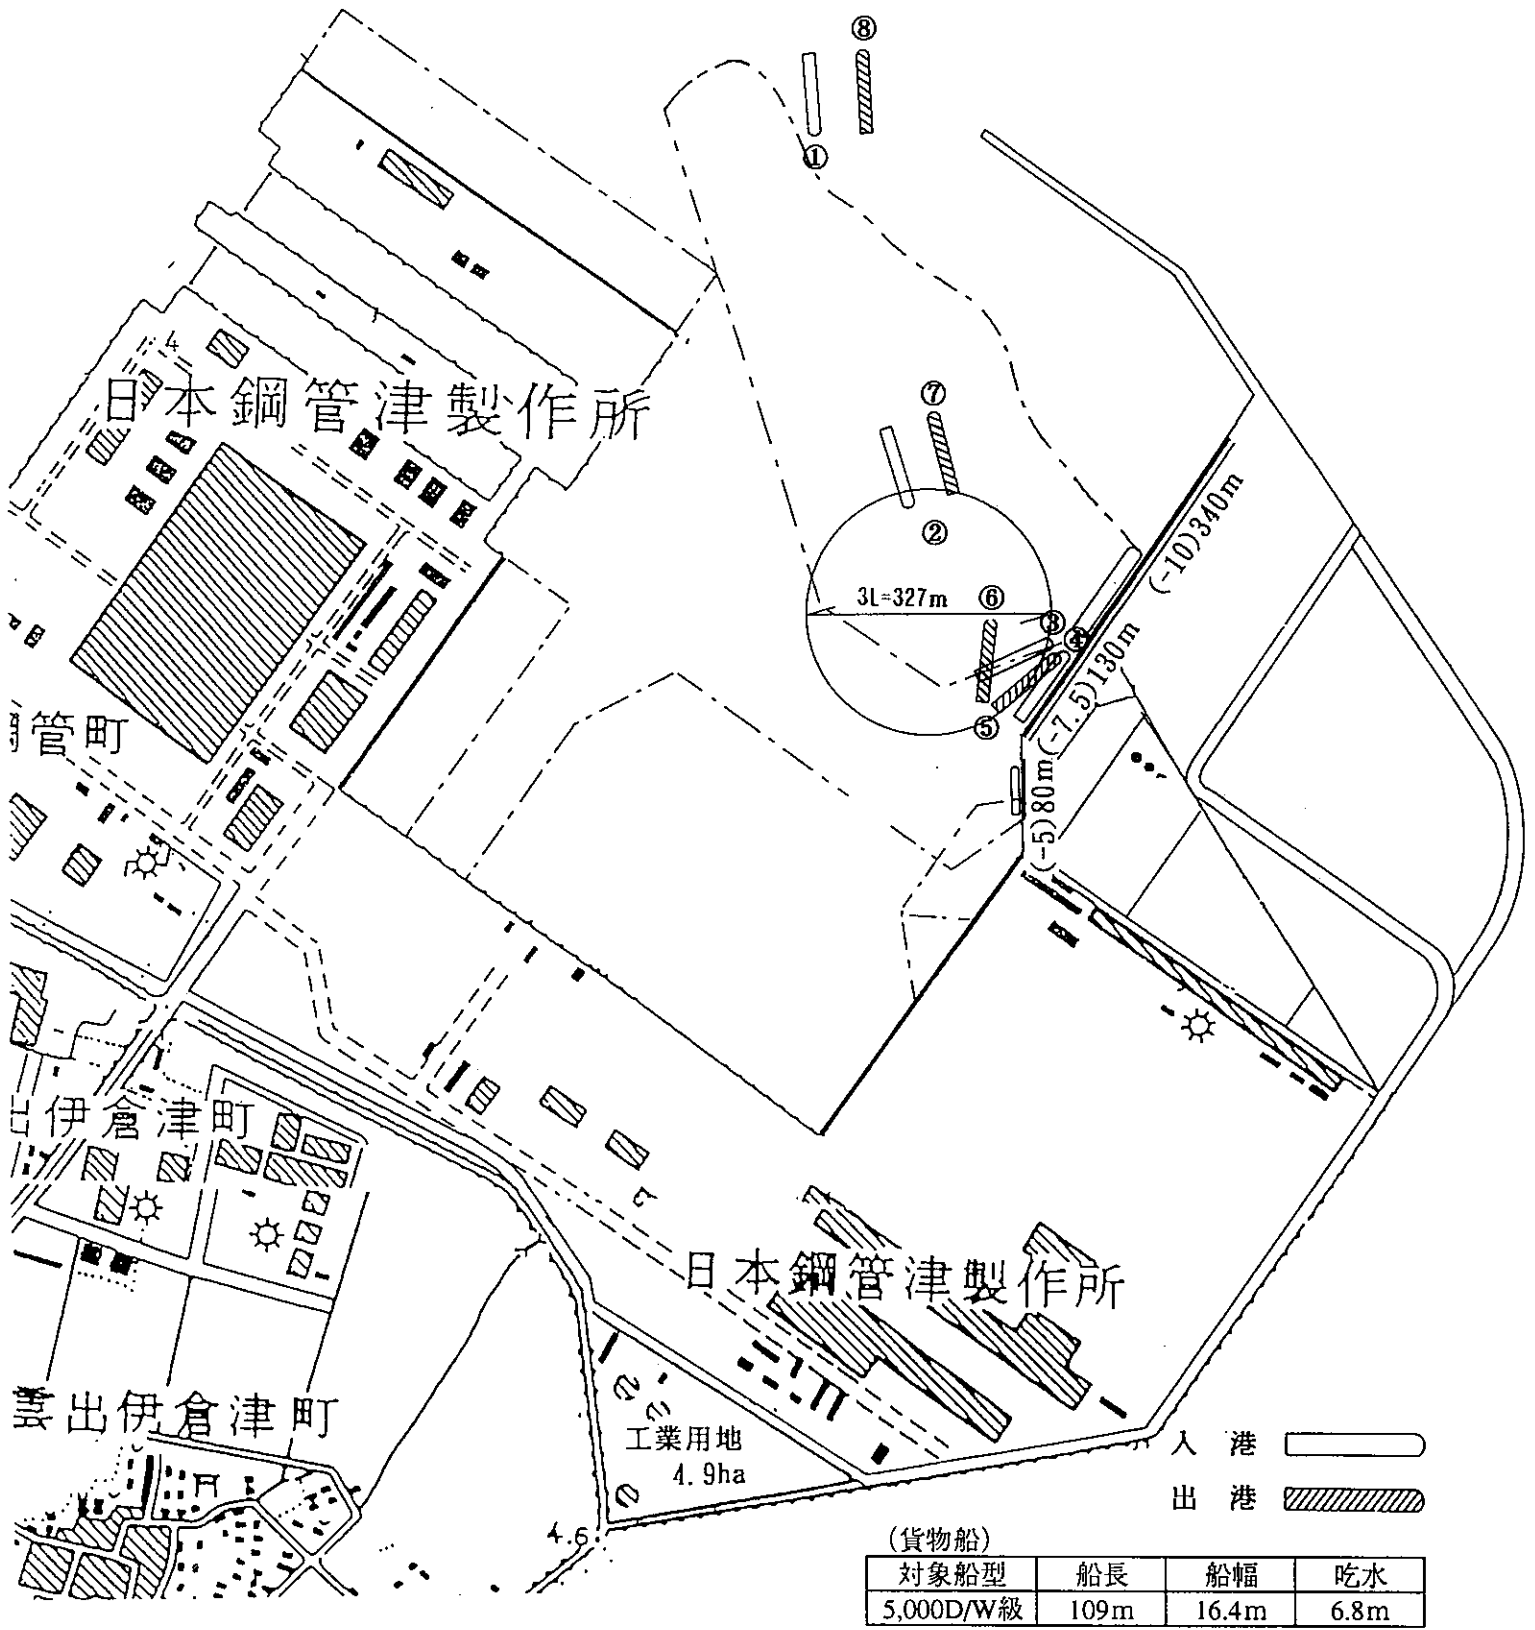 ⑧
①
4
日本鋼管津製作所
⑦
②
(-10)340m
3L=327m
⑥
③
④
(-7.5)130m
⑤
管町
(-5)80m
伊倉津町
日本鋼管津製作所
雲出伊倉津町
工業用地
4.9ha
4.6
入 港
出 港
(貨物船)
対象船型 船長 船幅 吃水
5,000D/W級 109m 16.4m 6.8m